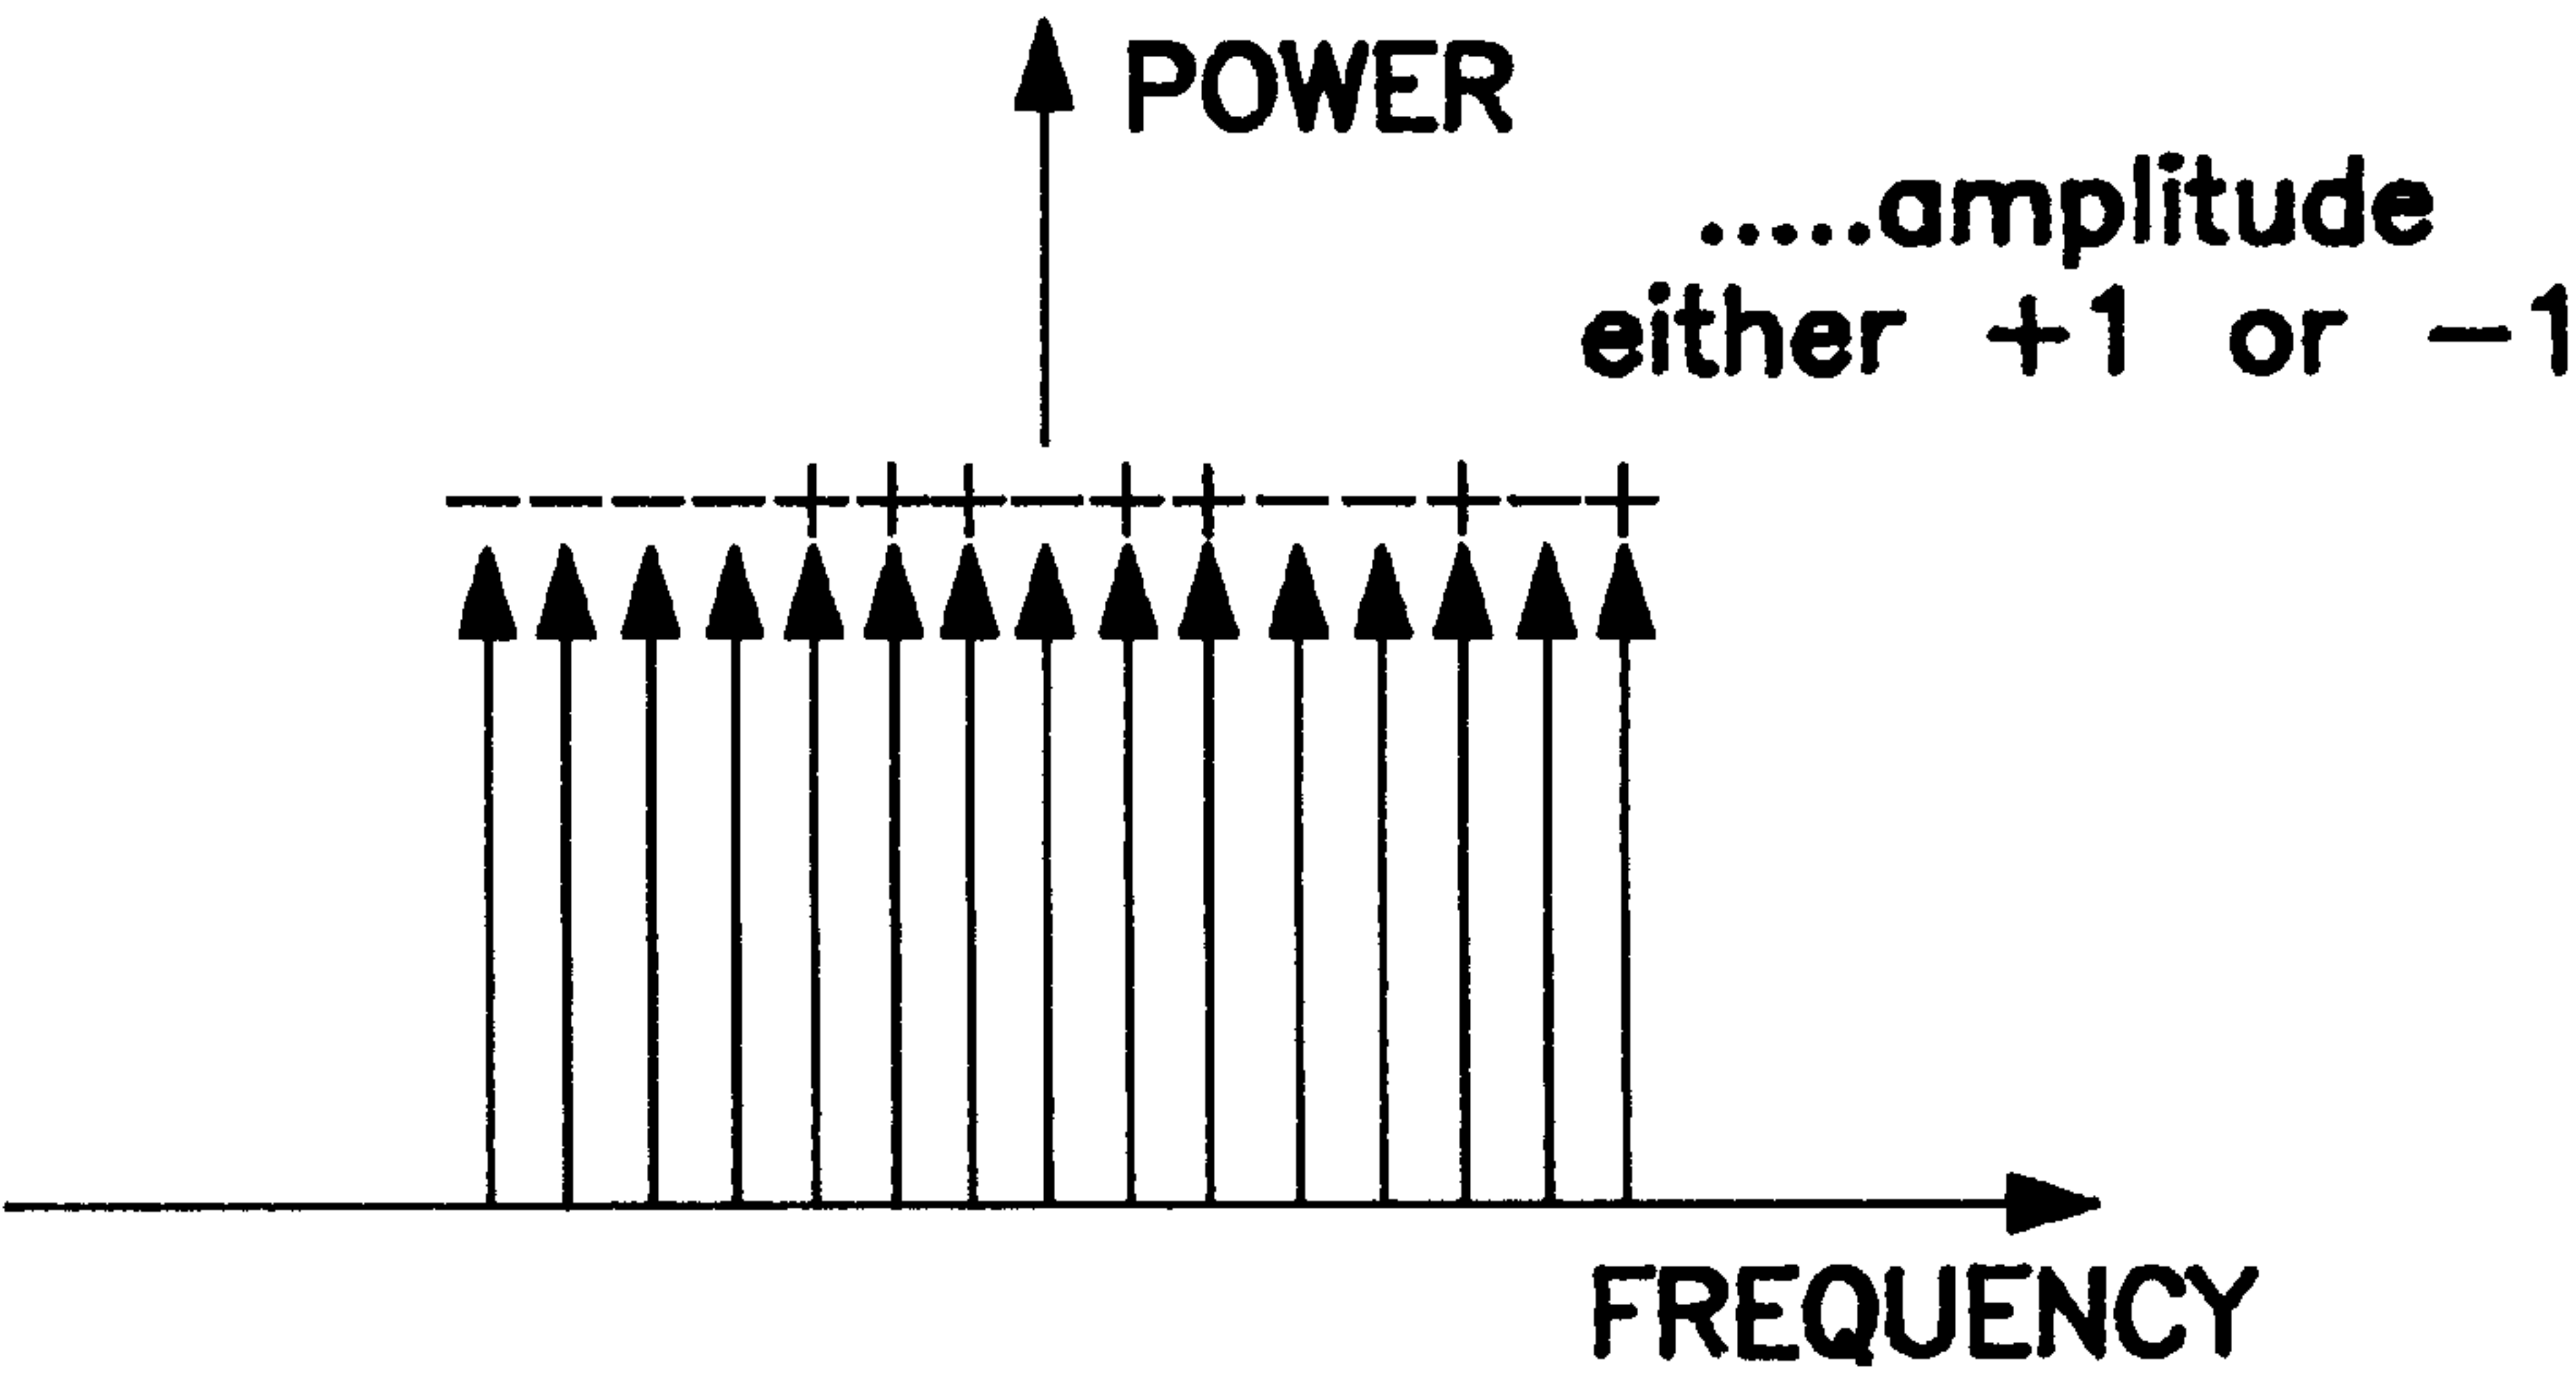 POWER
.....amplitude
either +1 or -1
- - - - + + + - + + - - + - +
FREQUENCY